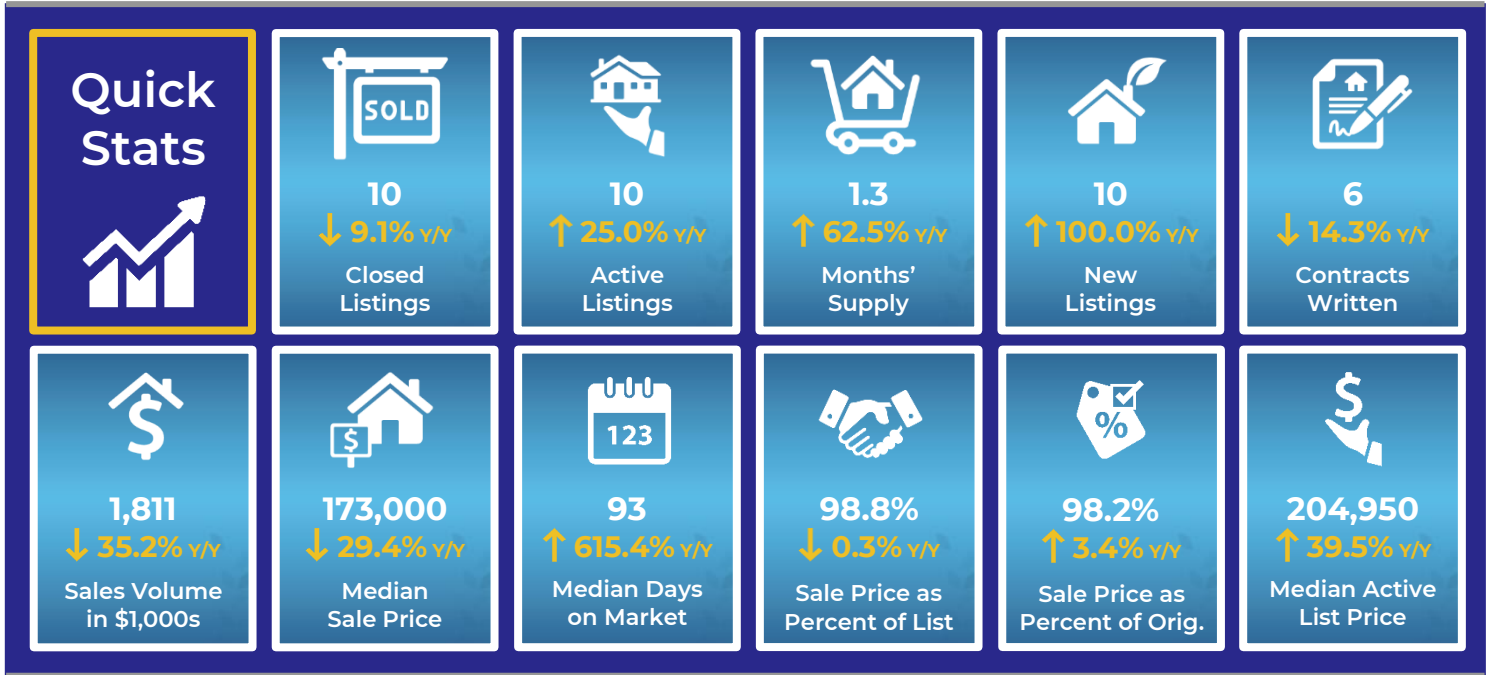 Quick
Stats
SOLD
10
↓ 9.1% Y/Y
Closed
Listings
10
↑ 25.0% Y/Y
Active
Listings
1.3
↑ 62.5% Y/Y
Months’
Supply
10
↑ 100.0% Y/Y
New
Listings
6
↓ 14.3% Y/Y
Contracts
Written
$
1,811
↓ 35.2% Y/Y
Sales Volume
in $1,000s
$
173,000
↓ 29.4% Y/Y
Median
Sale Price
123
93
↑ 615.4% Y/Y
Median Days
on Market
98.8%
↓ 0.3% Y/Y
Sale Price as
Percent of List
%
98.2%
↑ 3.4% Y/Y
Sale Price as
Percent of Orig.
$
204,950
↑ 39.5% Y/Y
Median Active
List Price